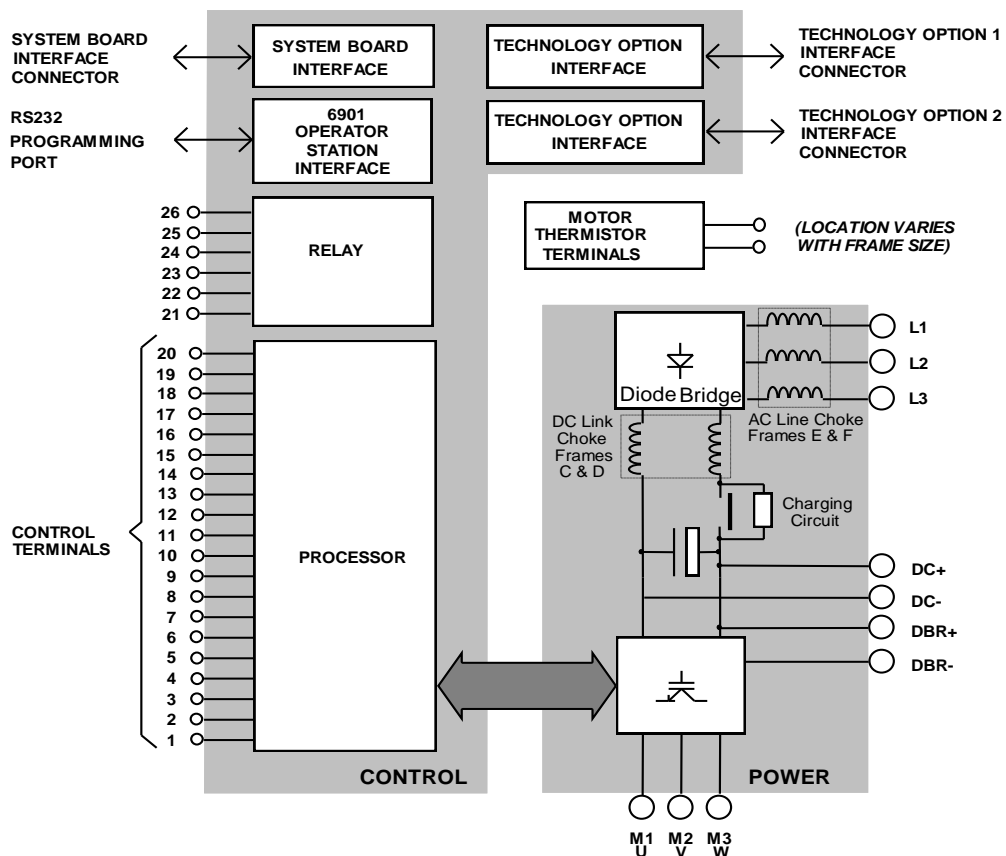 SYSTEM BOARD
INTERFACE
CONNECTOR
SYSTEM BOARD
INTERFACE
TECHNOLOGY OPTION
INTERFACE
TECHNOLOGY OPTION 1
INTERFACE
CONNECTOR
RS232
PROGRAMMING
PORT
6901
OPERATOR
STATION
INTERFACE
TECHNOLOGY OPTION
INTERFACE
TECHNOLOGY OPTION 2
INTERFACE
CONNECTOR
26
25
24
23
22
21
RELAY
MOTOR
THERMISTOR
TERMINALS
(LOCATION VARIES
WITH FRAME SIZE)
CONTROL
TERMINALS
20
19
18
17
16
15
14
13
12
11
10
9
8
7
6
5
4
3
2
1
PROCESSOR
CONTROL
Diode Bridge
L1
L2
L3
DC Link
Choke
Frames
C & D
AC Line Choke
Frames E & F
Charging
Circuit
DC+
DC-
DBR+
DBR-
POWER
M1 M2 M3
U V W